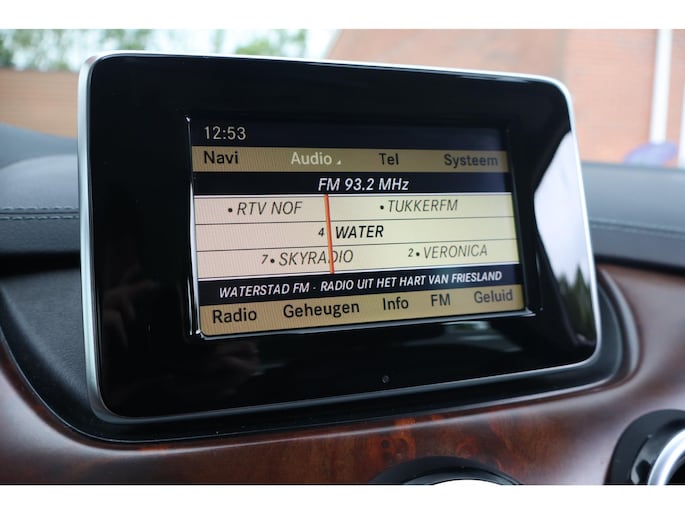 12:53
Navi Audio Tel Systeem
FM 93.2 MHz
• RTV NOF • TUKKERFM
4 WATER
7• SKYRADIO 2• VERONICA
WATERSTAD FM - RADIO UIT HET HART VAN FRIESLAND
Radio Geheugen Info FM Geluid